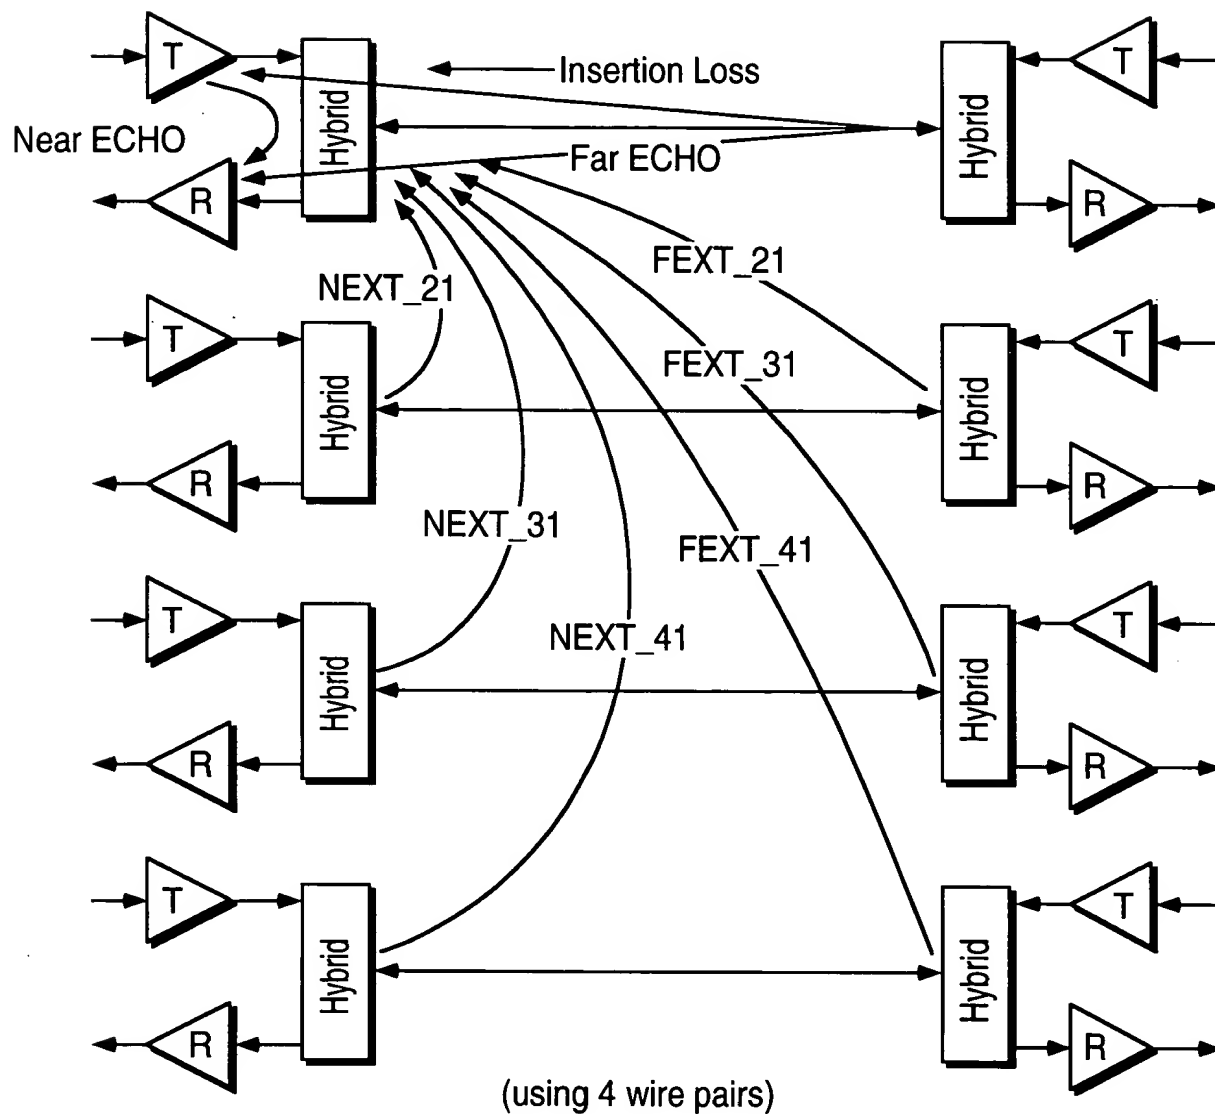 T
Hybrid
Insertion Loss
Hybrid
T
Near ECHO
Far ECHO
R
R
NEXT_21
FEXT_21
T
Hybrid
FEXT_31
Hybrid
T
R
R
NEXT_31
FEXT_41
T
Hybrid
NEXT_41
Hybrid
T
R
R
T
Hybrid
Hybrid
T
R
R
(using 4 wire pairs)